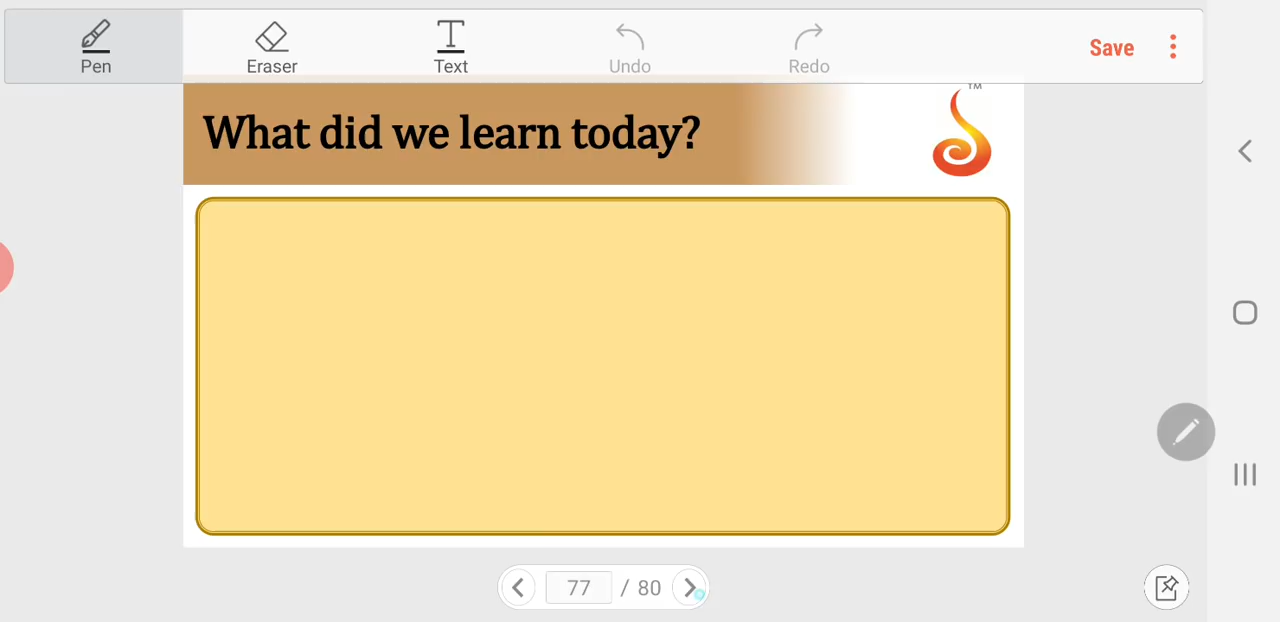 Pen
Eraser
Text
Undo
Redo
Save
TM
What did we learn today?
77 / 80